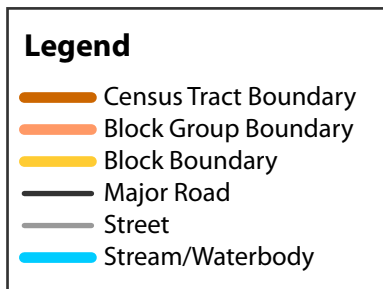 Legend
Census Tract Boundary
Block Group Boundary
Block Boundary
Major Road
Street
Stream/Waterbody